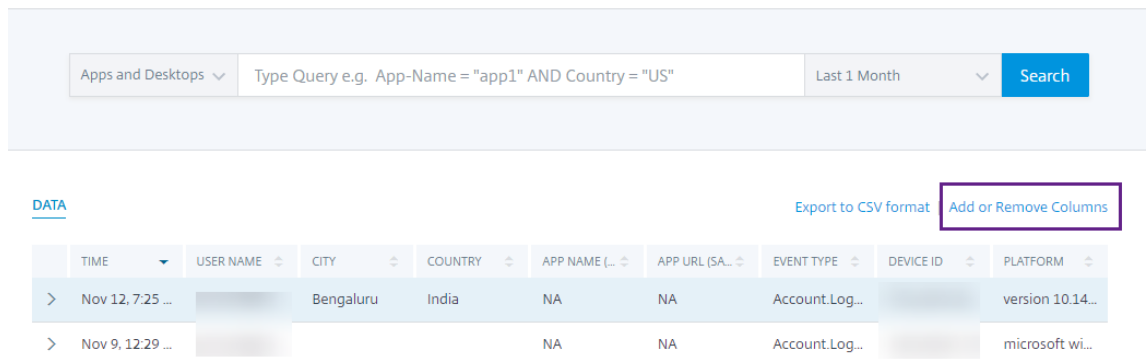 Apps and Desktops Type Query e.g. App-Name = "app1" AND Country = "US" Last 1 Month Search
DATA Export to CSV format | Add or Remove Columns
TIME USER NAME CITY COUNTRY APP NAME (... APP URL (SA... EVENT TYPE DEVICE ID PLATFORM
Nov 12, 7:25 ... Bengaluru India NA NA Account.Log... version 10.14...
Nov 9, 12:29 ... NA NA Account.Log... microsoft wi...